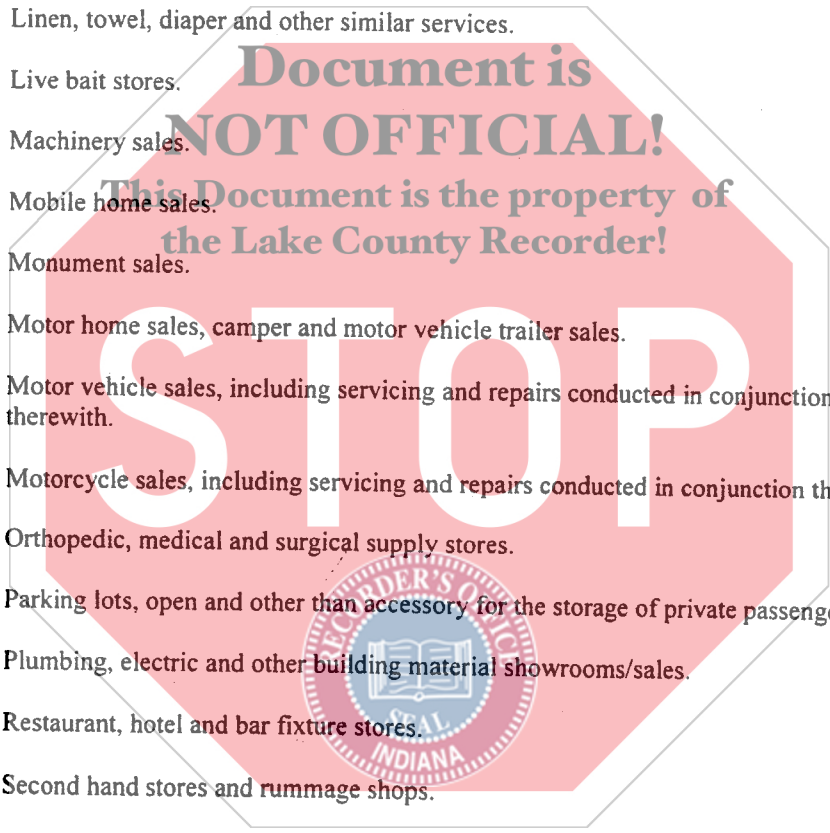 Linen, towel, diaper and other similar services.
Document is
Live bait stores.
NOT OFFICIAL!
Machinery sales.
This Document is the property of
Mobile home sales.
the Lake County Recorder!
Monument sales.
STOP
Motor home sales, camper and motor vehicle trailer sales.
Motor vehicle sales, including servicing and repairs conducted in conjunction
therewith.
Motorcycle sales, including servicing and repairs conducted in conjunction th
Orthopedic, medical and surgical supply stores.
RECORDER'S OFFICE
Parking lots, open and other than accessory for the storage of private passenge
Plumbing, electric and other building material showrooms/sales.
SEAL
Restaurant, hotel and bar fixture stores.
INDIANA
Second hand stores and rummage shops.